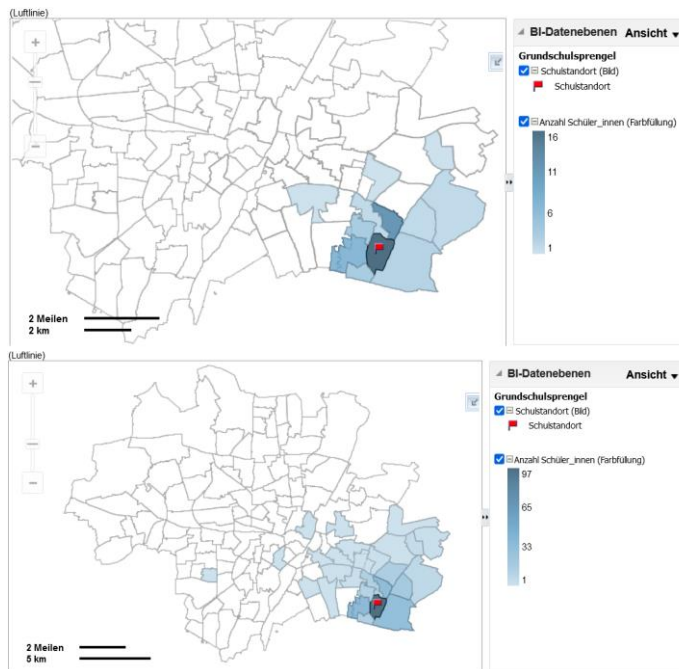 (Luftlinie)
BI-Datenebenen Ansicht
Grundschulsprengel
Schulstandort (Bild)
Schulstandort
Anzahl Schüler_innen (Farbfüllung)
16
11
6
1
2 Meilen
2 km
(Luftlinie)
BI-Datenebenen Ansicht
Grundschulsprengel
Schulstandort (Bild)
Schulstandort
Anzahl Schüler_innen (Farbfüllung)
97
65
33
1
2 Meilen
5 km